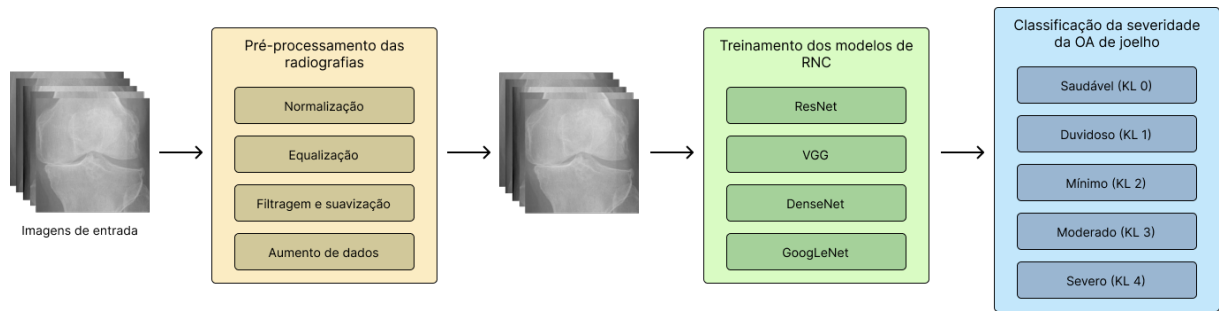 Imagens de entrada
Pré-processamento das
radiografias
Normalização
Equalização
Filtragem e suavização
Aumento de dados
Treinamento dos modelos de
RNC
ResNet
VGG
DenseNet
GoogLeNet
Classificação da severidade
da OA de joelho
Saudável (KL 0)
Duvidoso (KL 1)
Mínimo (KL 2)
Moderado (KL 3)
Severo (KL 4)